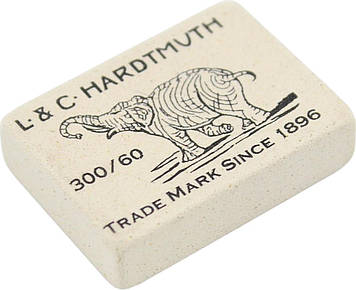 L & C · HARDTMUTH
300/60
TRADE MARK SINCE 1896